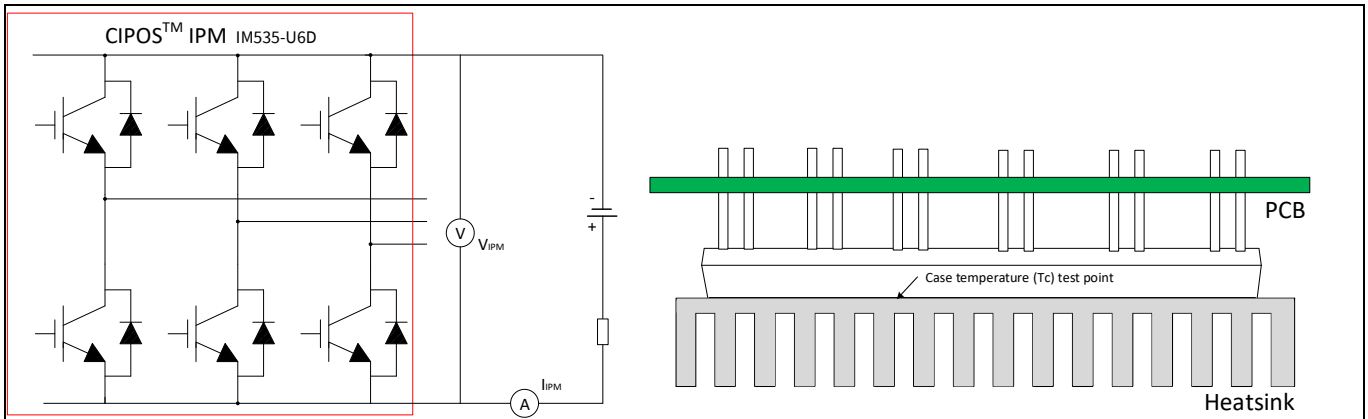 CIPOS™ IPM IM535-U6D
-
+
V
VIPM
PCB
Case temperature (Tc) test point
IIPM
A
Heatsink